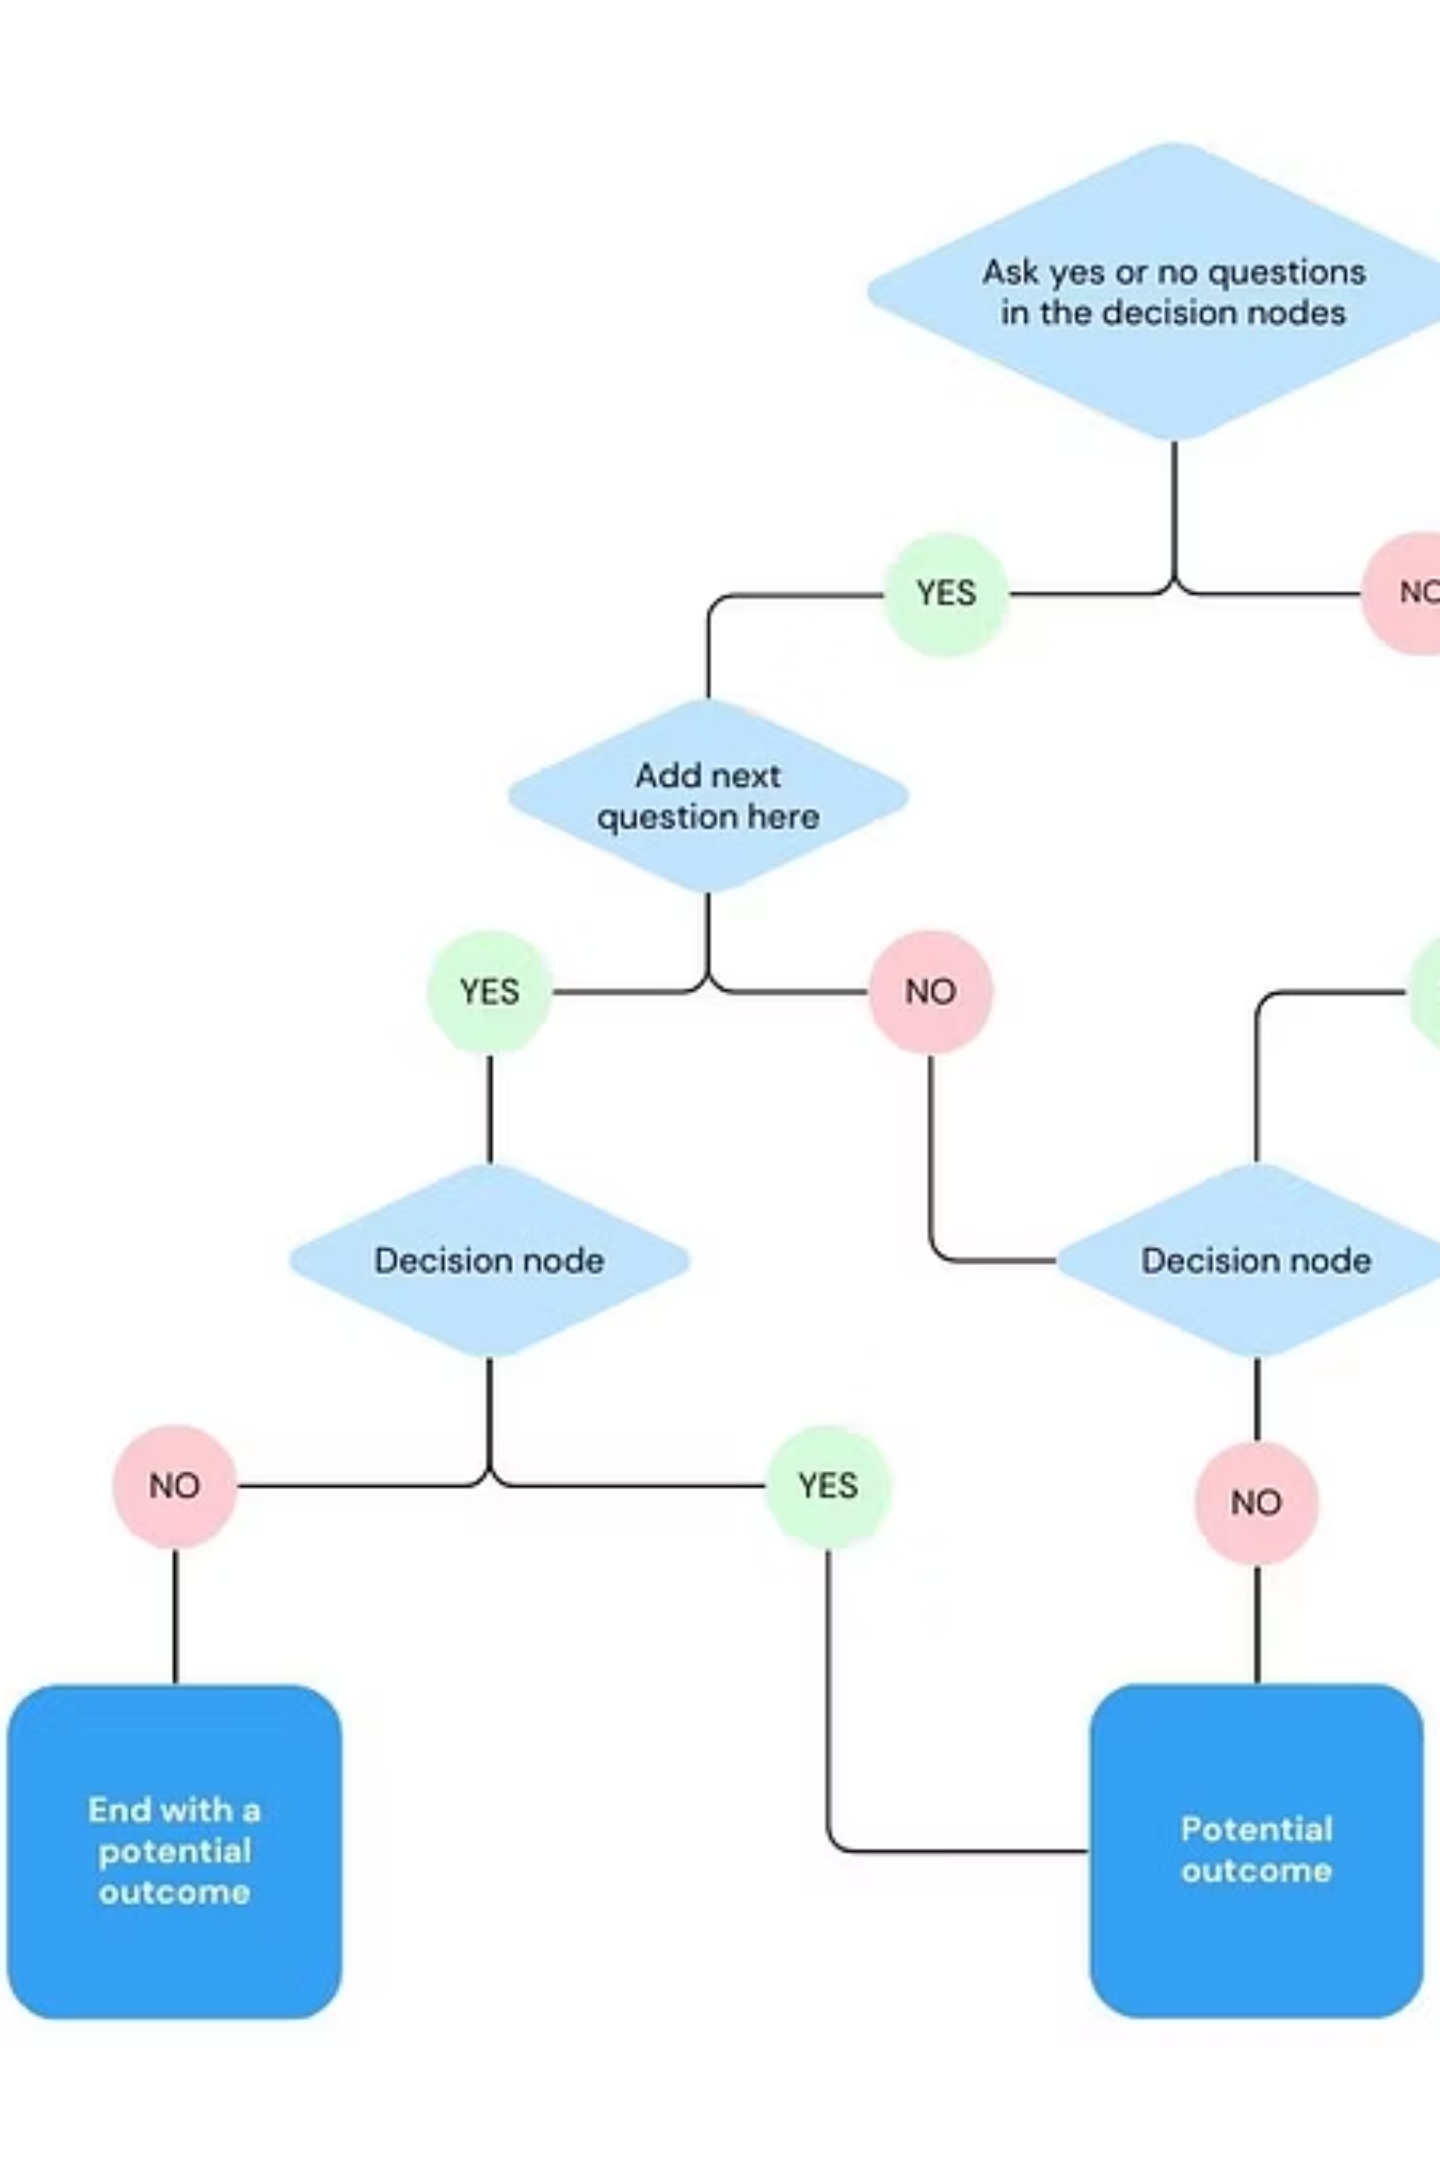 Ask yes or no questions
in the decision nodes
YES
NO
Add next
question here
YES
NO
Decision node
Decision node
NO
YES
NO
End with a
potential
outcome
Potential
outcome